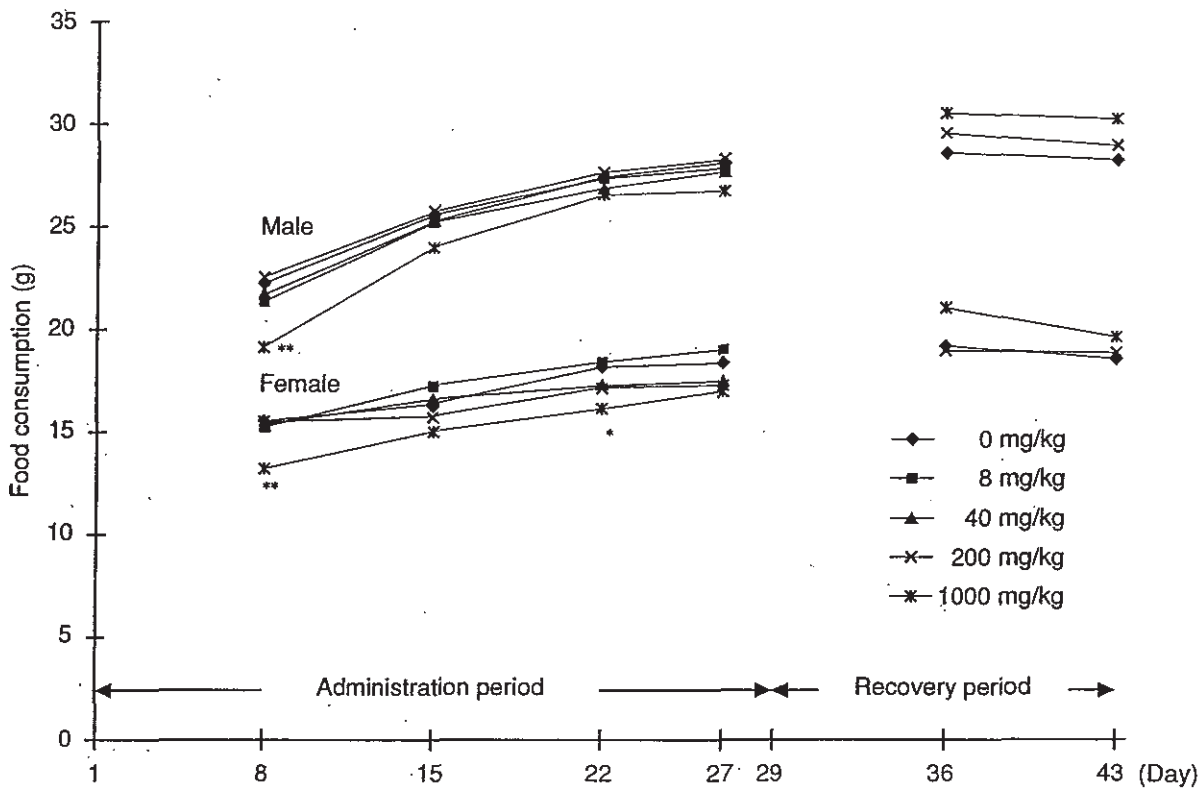 35
30
25
20
15
10
5
0
Food consumption (g)
Male
**
Female
**
*
0 mg/kg
8 mg/kg
40 mg/kg
200 mg/kg
1000 mg/kg
Administration period
Recovery period
1 8 15 22 27 29 36 43 (Day)